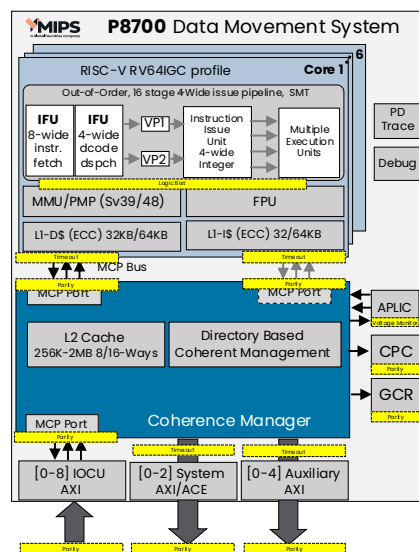 MIPS
P8700 Data Movement System
6
RISC-V RV64IGC profile
Core 1
Out-of-Order, 16 stage 4-Wide issue pipeline, SMT
IFU
8-wide
instr.
fetch
IFU
4-wide
dcode
dspch
VP1
VP2
Instruction
Issue
Unit
4-wide
Integer
Multiple
Execution
Units
Logic Bist
MMU/PMP (Sv39/48)
FPU
L1-D$ (ECC) 32KB/64KB
L1-I$ (ECC) 32/64KB
Timeout
Timeout
MCP Bus
Parity
Parity
MCP Port
MCP Port
PD
Trace
Debug
APLIC
Voltage Monitor
CPC
Parity
GCR
Parity
L2 Cache
256K-2MB 8/16-Ways
Directory Based
Coherent Management
MCP Port
Parity
Coherence Manager
Timeout
Timeout
[0-8] IOCU
AXI
[0-2] System
AXI/ACE
[0-4] Auxiliary
AXI
Parity
Parity
Parity